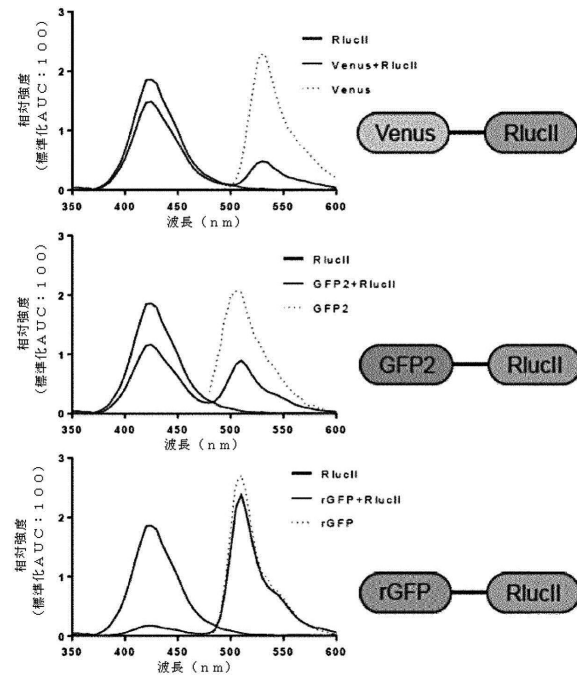 3
2
1
0
相対強度
(標準化AUC:100)
350 400 450 500 550 600
波長(nm)
RlucII
Venus+RlucII
Venus
Venus RlucII
3
2
1
0
相対強度
(標準化AUC:100)
350 400 450 500 550 600
波長(nm)
RlucII
GFP2+RlucII
GFP2
GFP2 RlucII
3
2
1
0
相対強度
(標準化AUC:100)
350 400 450 500 550 600
波長(nm)
RlucII
rGFP+RlucII
rGFP
rGFP RlucII